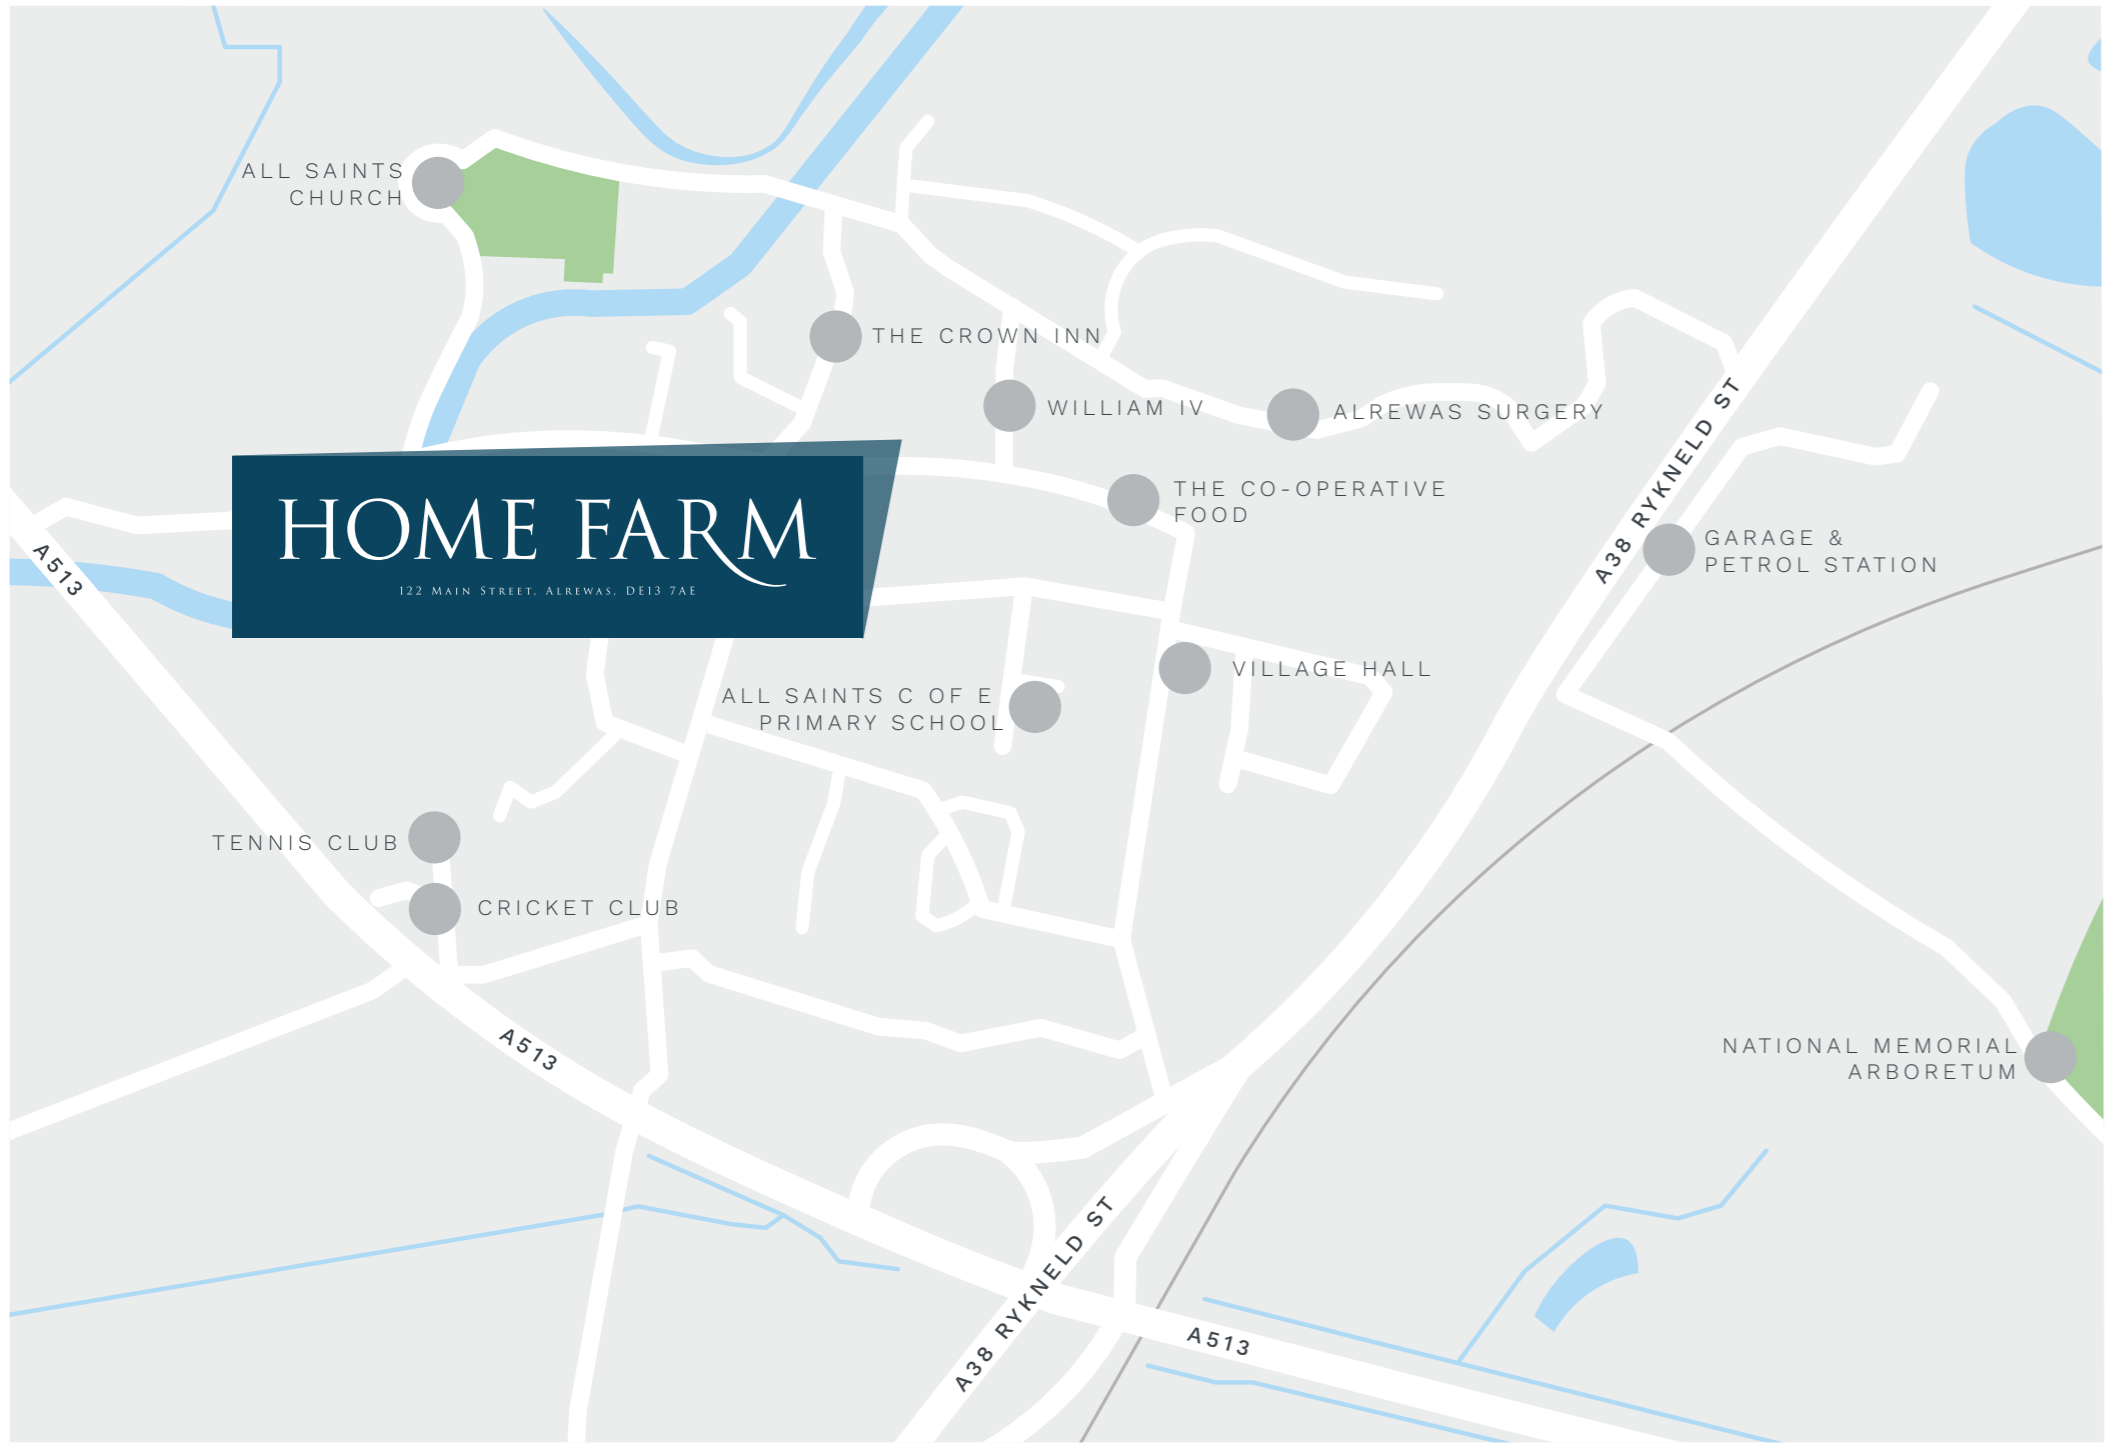 ALL SAINTS
CHURCH
THE CROWN INN
WILLIAM IV
ALREWAS SURGERY
A38 RYKNELD ST
THE CO-OPERATIVE
FOOD
HOME FARM
122 Main Street, Alrewas, DE13 7AE
A513
GARAGE &
PETROL STATION
VILLAGE HALL
ALL SAINTS C OF E
PRIMARY SCHOOL
TENNIS CLUB
CRICKET CLUB
A513
NATIONAL MEMORIAL
ARBORETUM
A38 RYKNELD ST
A513